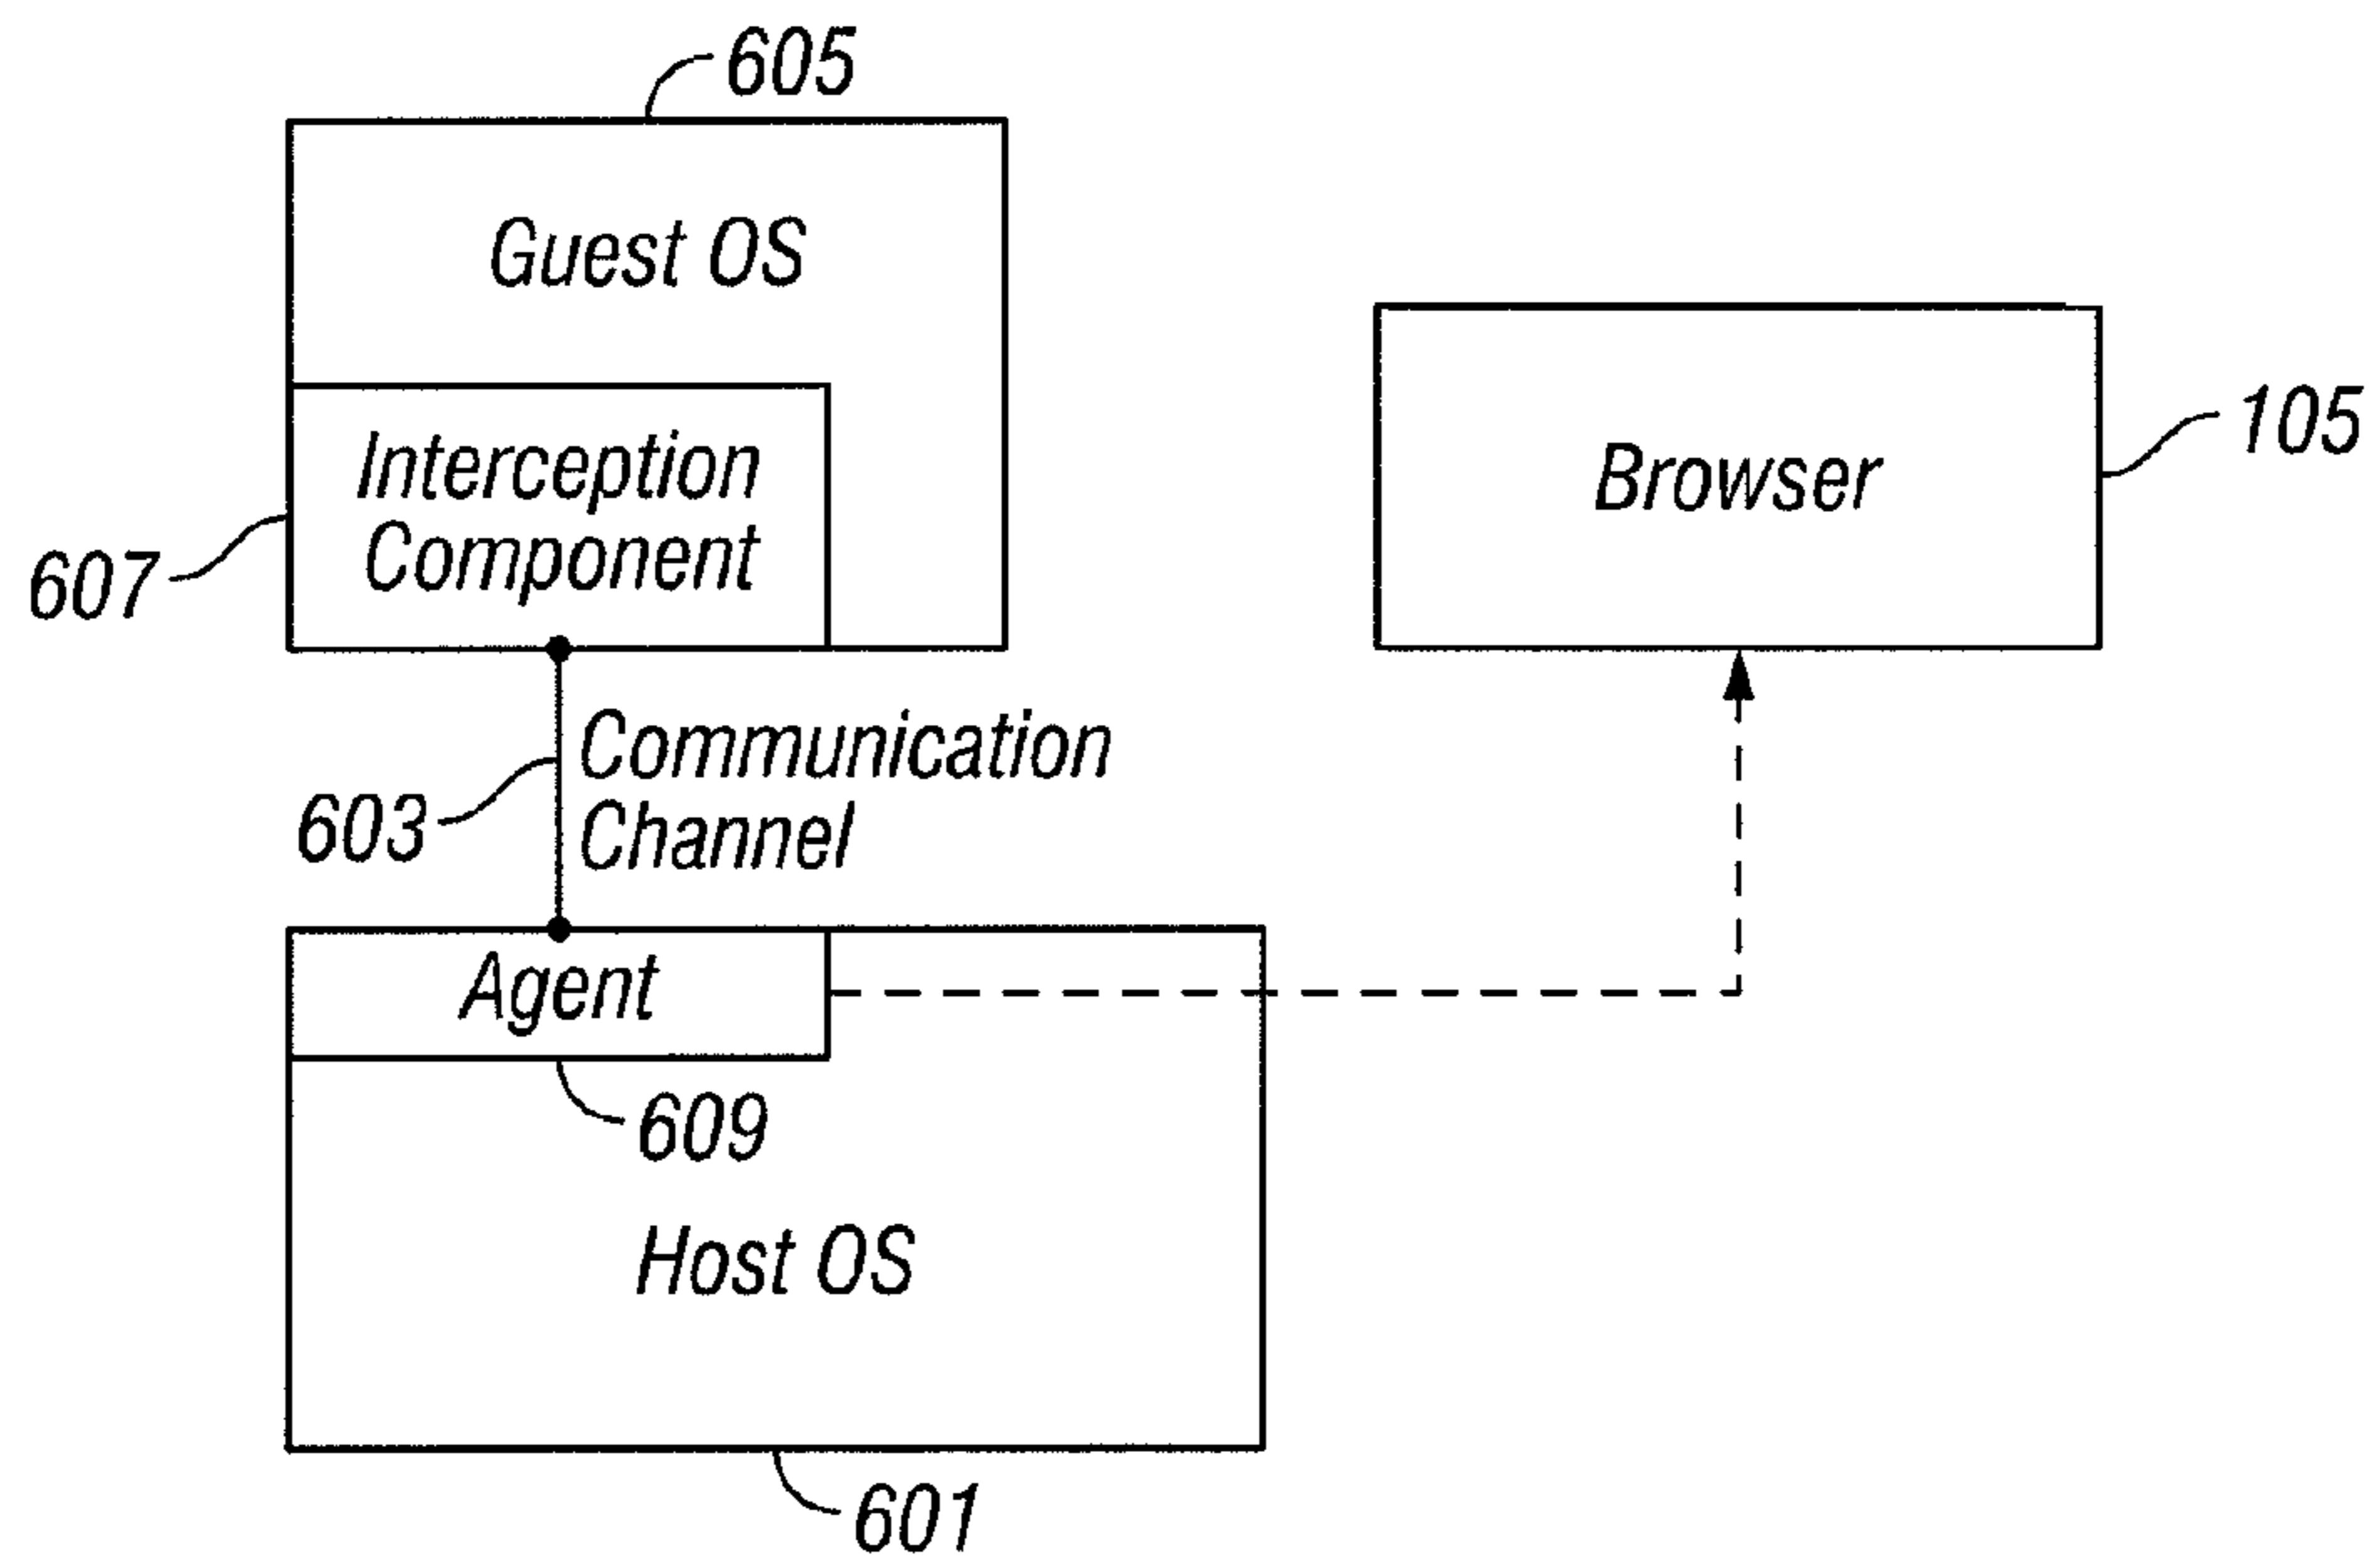 605
Guest OS
Interception
Component
607
Browser
105
Communication
Channel
603
Agent
609
Host OS
601